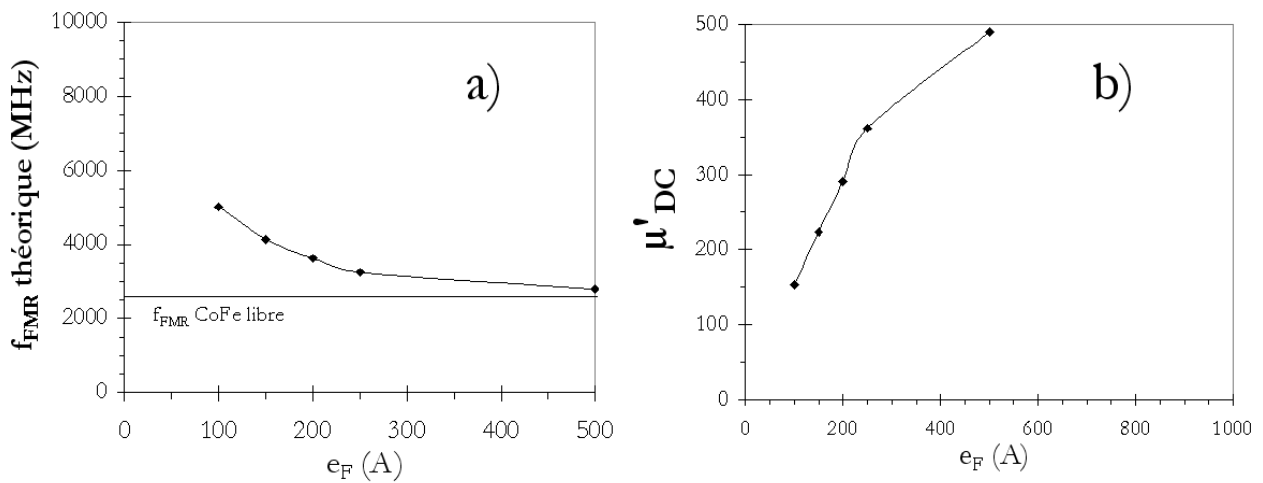 10000
8000
6000
4000
2000
0
f_FMR théorique (MHz)
a)
f_FMR CoFe libre
0 100 200 300 400 500
e_F (A)
500
400
300
200
100
0
µ'_DC
b)
0 200 400 600 800 1000
e_F (A)